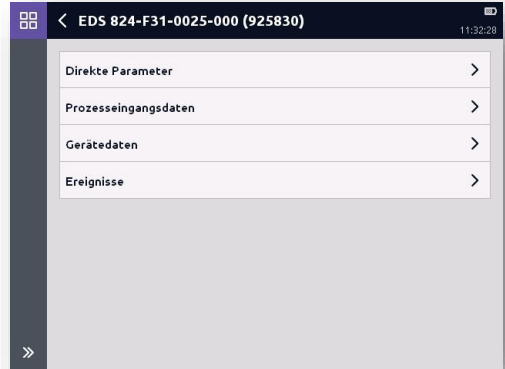 EDS 824-F31-0025-000 (925830)
11:32:28
Direkte Parameter
Prozesseingangsdaten
Gerätedaten
Ereignisse